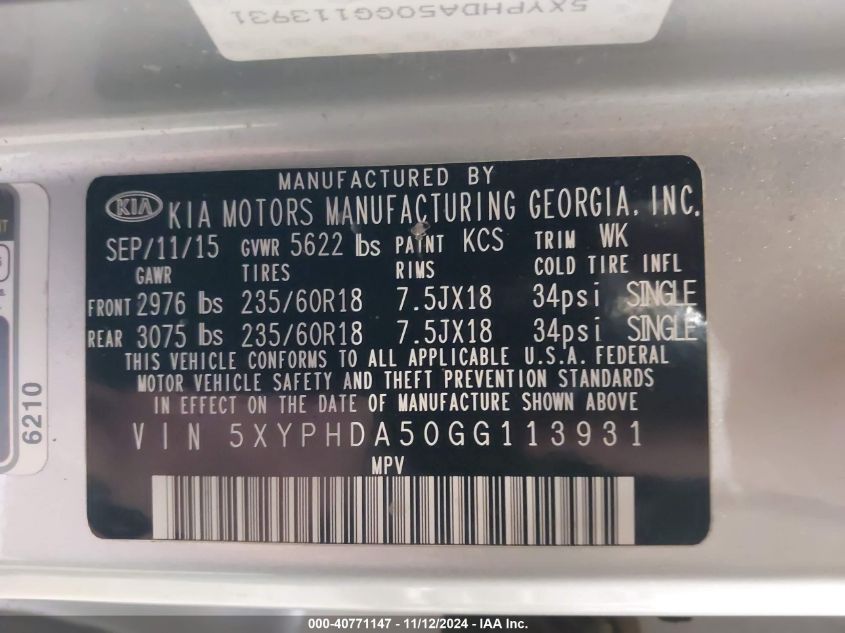 5XYPHDA50GG113931
MANUFACTURED BY
KIA KIA MOTORS MANUFACTURING GEORGIA, INC.
SEP/11/15 GVWR 5622 lbs PAINT KCS TRIM WK
GAWR TIRES RIMS COLD TIRE INFL
FRONT 2976 lbs 235/60R18 7.5JX18 34psi SINGLE
REAR 3075 lbs 235/60R18 7.5JX18 34psi SINGLE
THIS VEHICLE CONFORMS TO ALL APPLICABLE U.S.A. FEDERAL
MOTOR VEHICLE SAFETY AND THEFT PREVENTION STANDARDS
IN EFFECT ON THE DATE OF MANUFACTURE SHOWN ABOVE
VIN 5XYPHDA50GG113931
MPV
6210
000-40771147 - 11/12/2024 - IAA Inc.